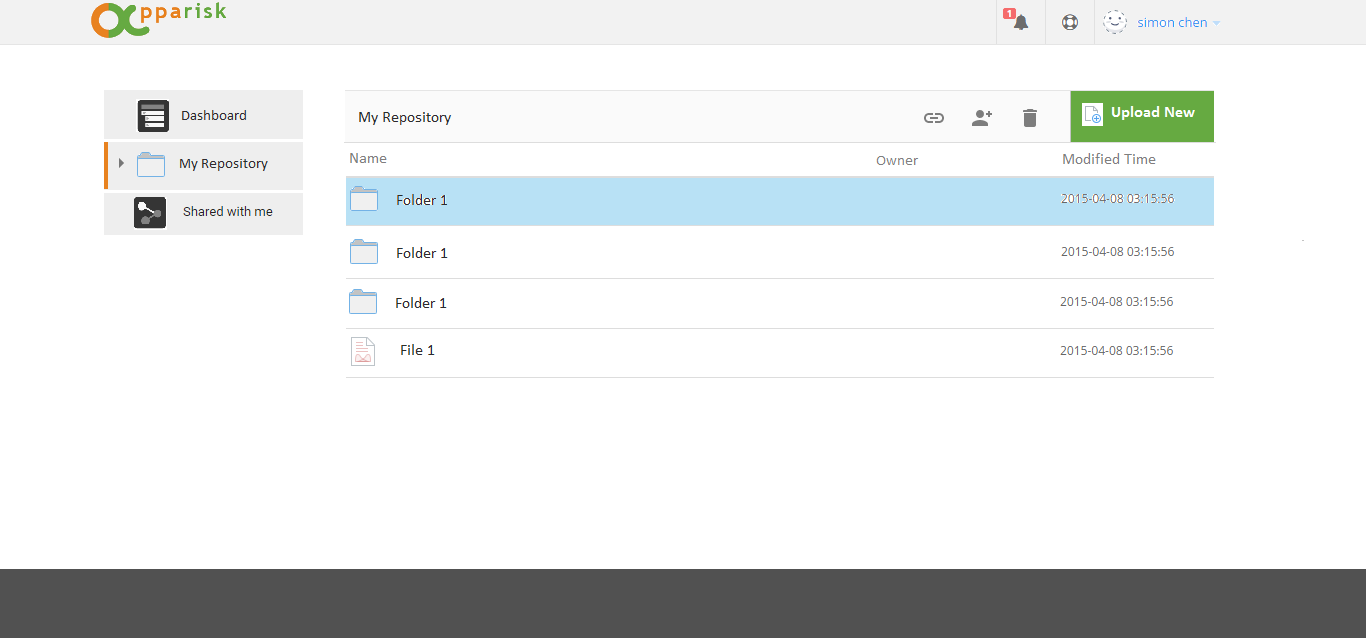 pparisk
1
simon chen
Dashboard
My Repository
Shared with me
My Repository
Upload New
Name
Owner
Modified Time
Folder 1
2015-04-08 03:15:56
Folder 1
2015-04-08 03:15:56
Folder 1
2015-04-08 03:15:56
File 1
2015-04-08 03:15:56